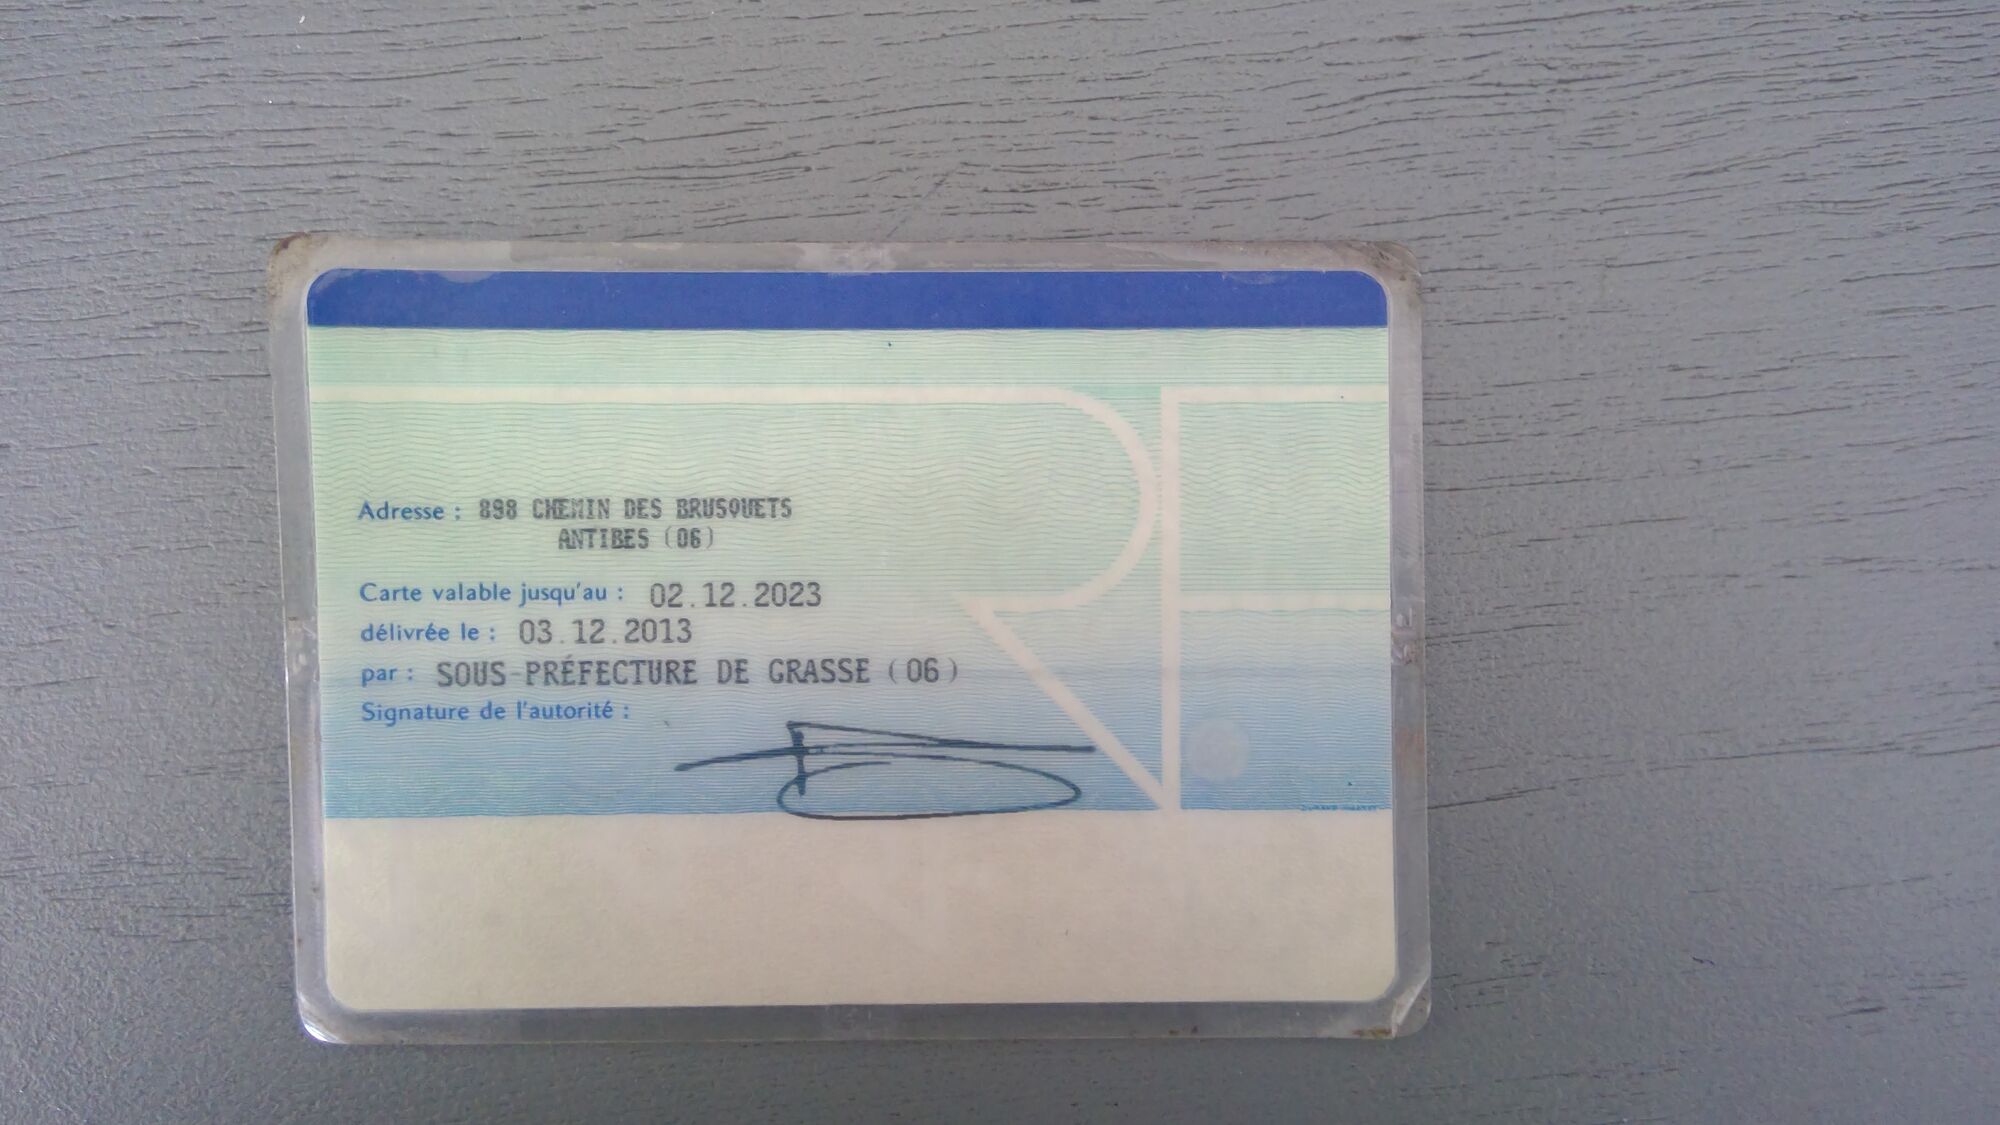 Adresse : 898 CHEMIN DES BRUSQUETS
ANTIBES (06)
Carte valable jusqu'au : 02.12.2023
délivrée le : 03.12.2013
par : SOUS-PRÉFECTURE DE GRASSE (06)
Signature de l'autorité :
RF